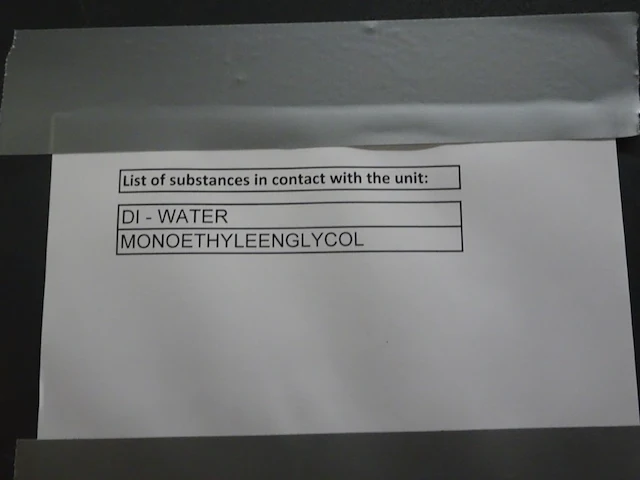 List of substances in contact with the unit:
DI - WATER
MONOETHYLEENGLYCOL